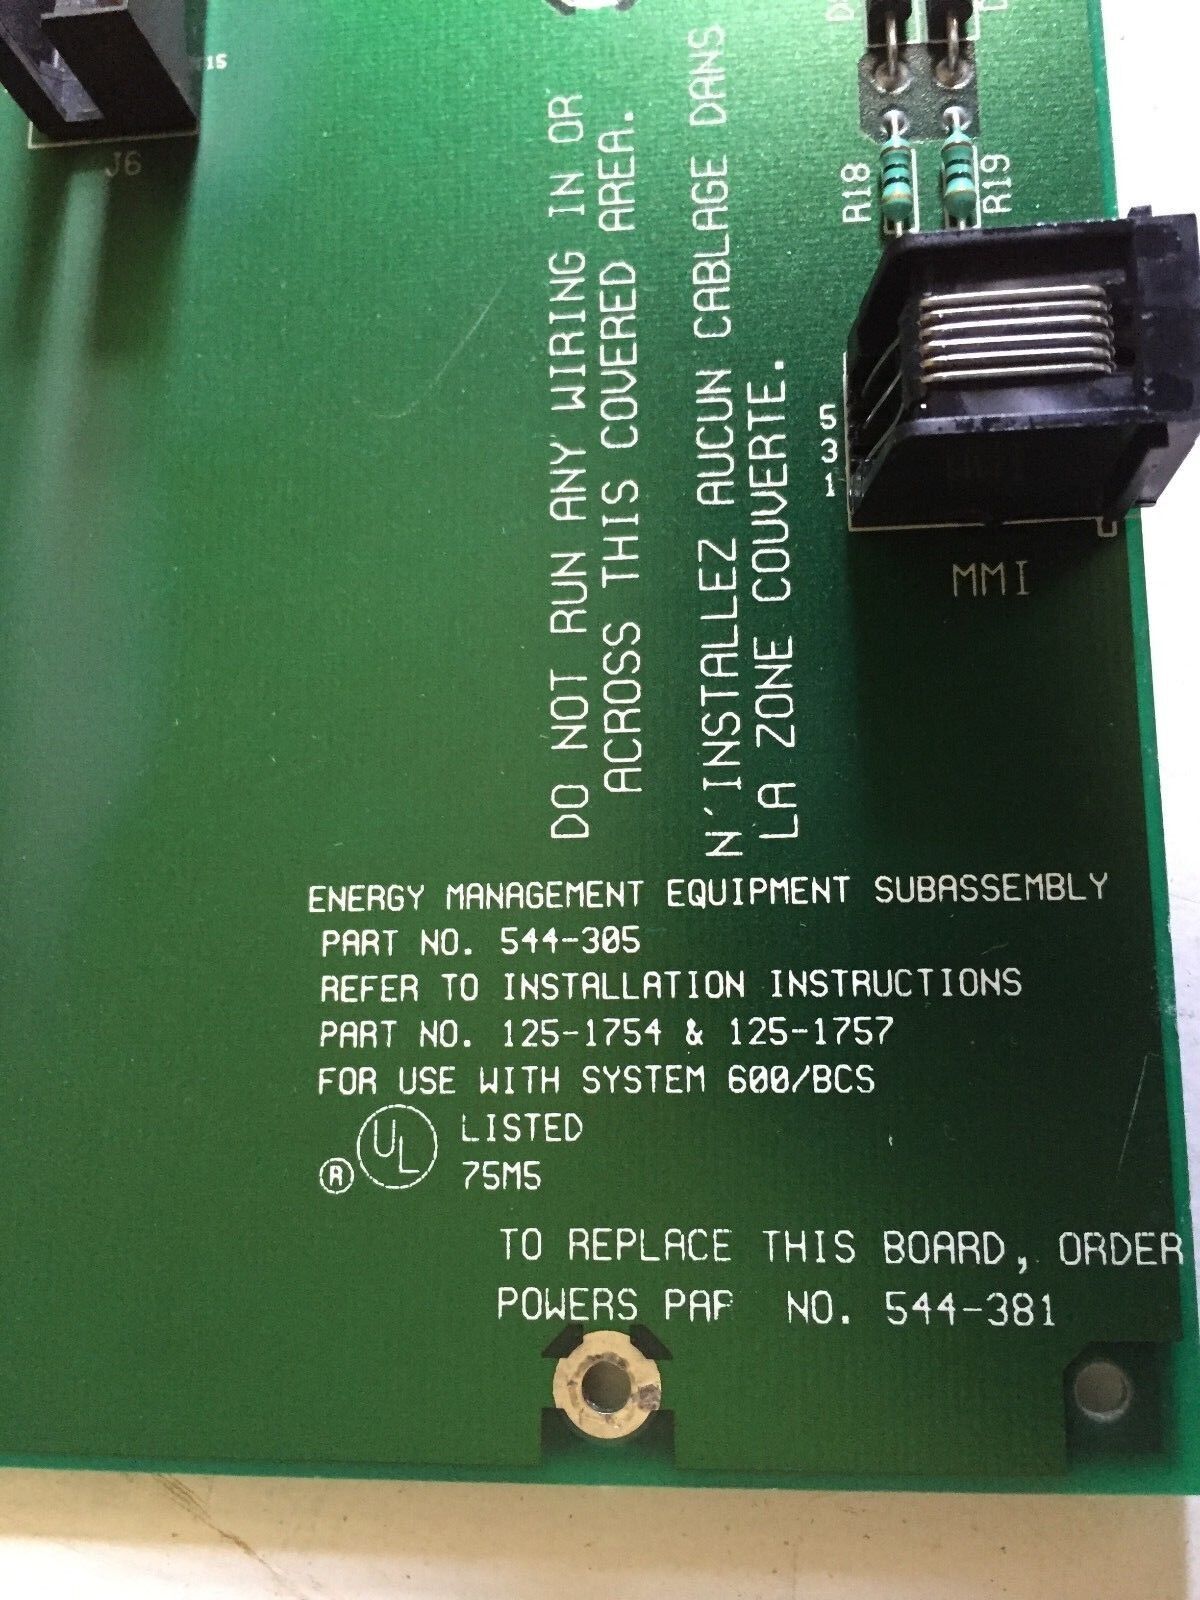 15
J6
R18
R19
DO NOT RUN ANY WIRING IN OR
ACROSS THIS COVERED AREA.
N'INSTALLEZ AUCUN CABLAGE DANS
LA ZONE COUVERTE.
5
3
1
MMI
ENERGY MANAGEMENT EQUIPMENT SUBASSEMBLY
PART NO. 544-305
REFER TO INSTALLATION INSTRUCTIONS
PART NO. 125-1754 & 125-1757
FOR USE WITH SYSTEM 600/BCS
UL LISTED
® 75M5
TO REPLACE THIS BOARD, ORDER
POWERS PAR NO. 544-381